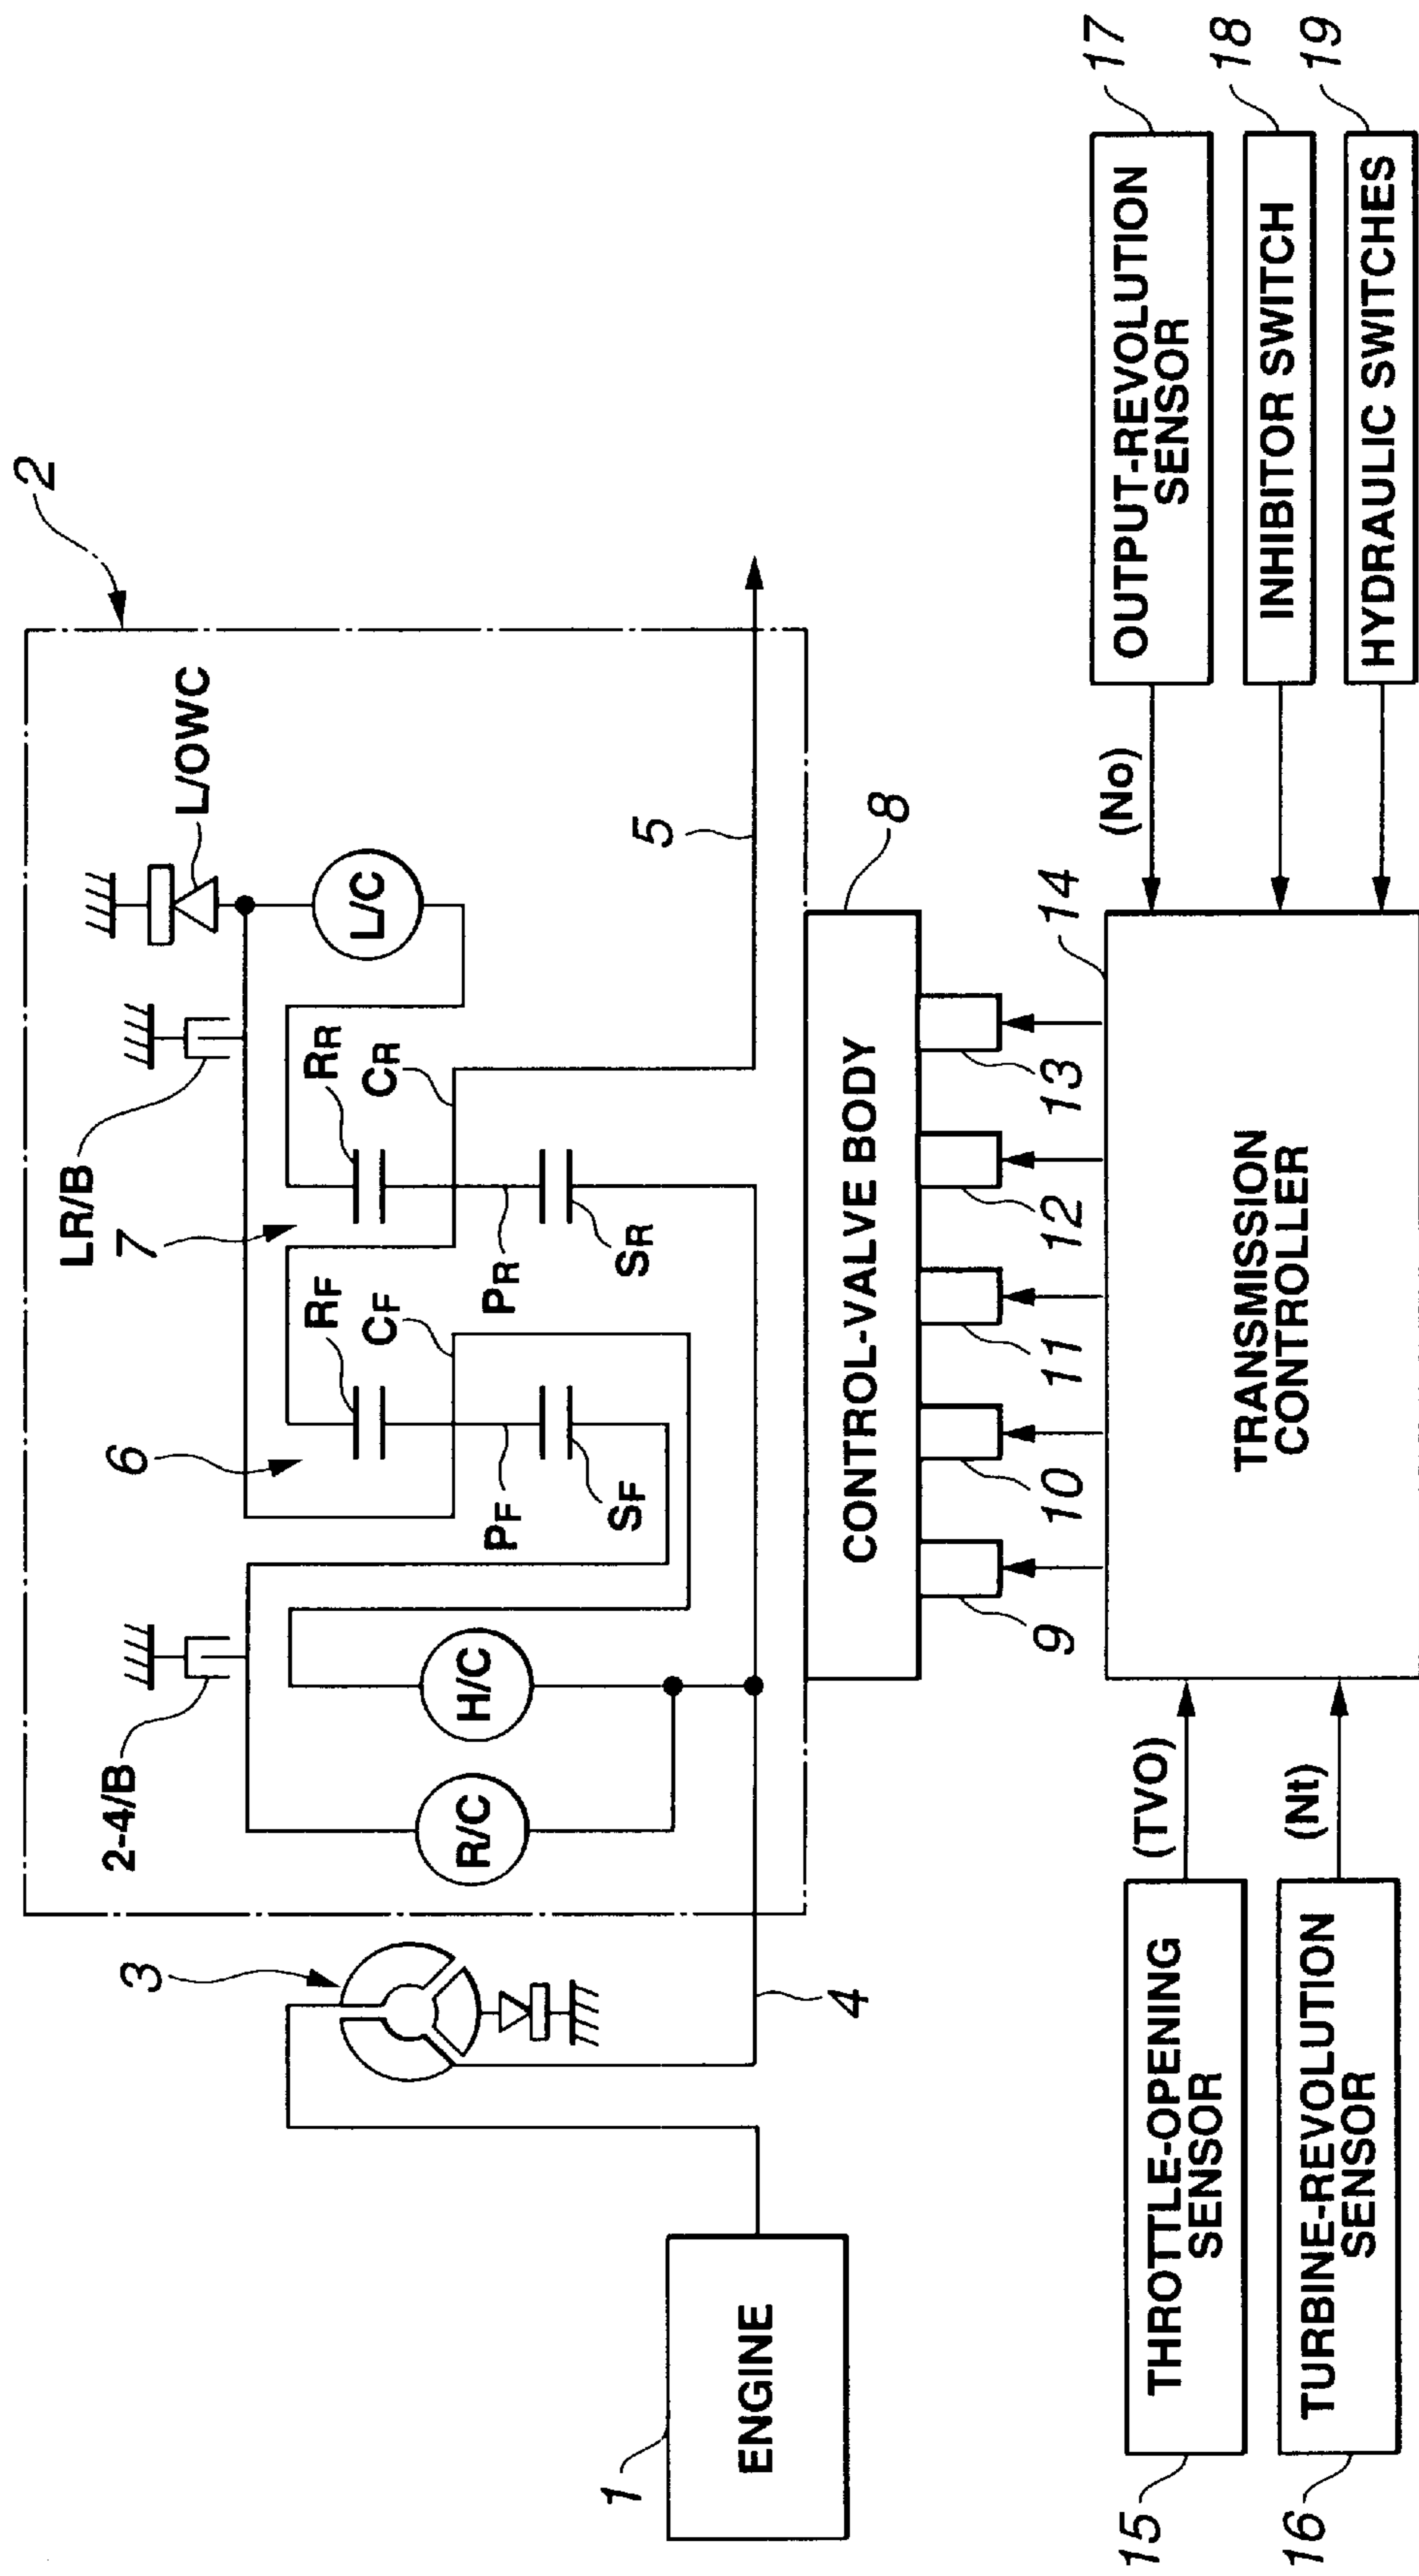 2
L/OWC
LR/B
L/C
7
RR
CR
5
6
RF
CF
PR
SR
2-4/B
PF
SF
H/C
R/C
3
4
1
ENGINE
8
CONTROL-VALVE BODY
9
10
11
12
13
14
TRANSMISSION
CONTROLLER
(TVO)
(Nt)
(No)
15
THROTTLE-OPENING
SENSOR
16
TURBINE-REVOLUTION
SENSOR
OUTPUT-REVOLUTION
SENSOR
17
INHIBITOR SWITCH
18
HYDRAULIC SWITCHES
19